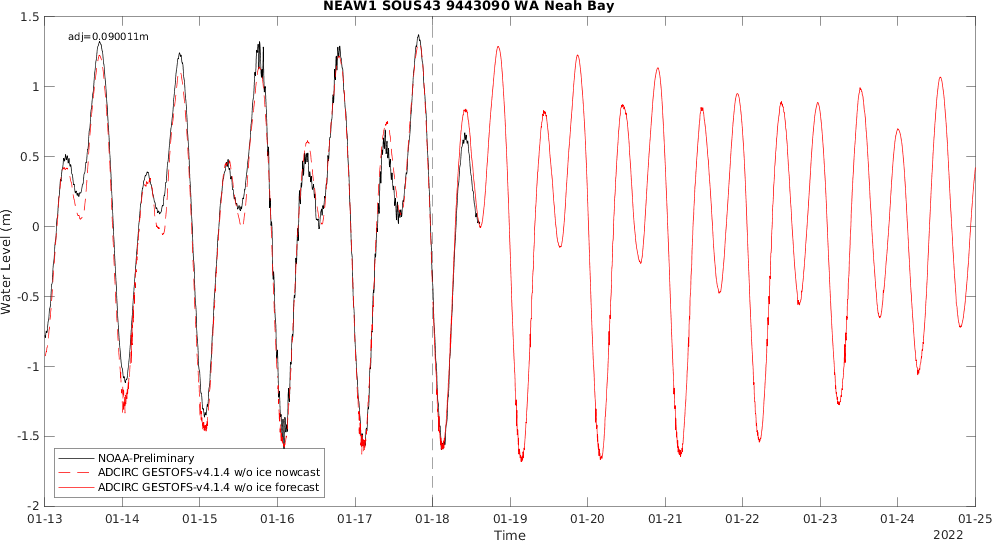 NEAW1 SOUS43 9443090 WA Neah Bay
adj=0.090011m
1.5
1
0.5
0
-0.5
-1
-1.5
-2
Water Level (m)
NOAA-Preliminary
ADCIRC GESTOFS-v4.1.4 w/o ice nowcast
ADCIRC GESTOFS-v4.1.4 w/o ice forecast
01-13 01-14 01-15 01-16 01-17 01-18 01-19 01-20 01-21 01-22 01-23 01-24 01-25
Time
2022